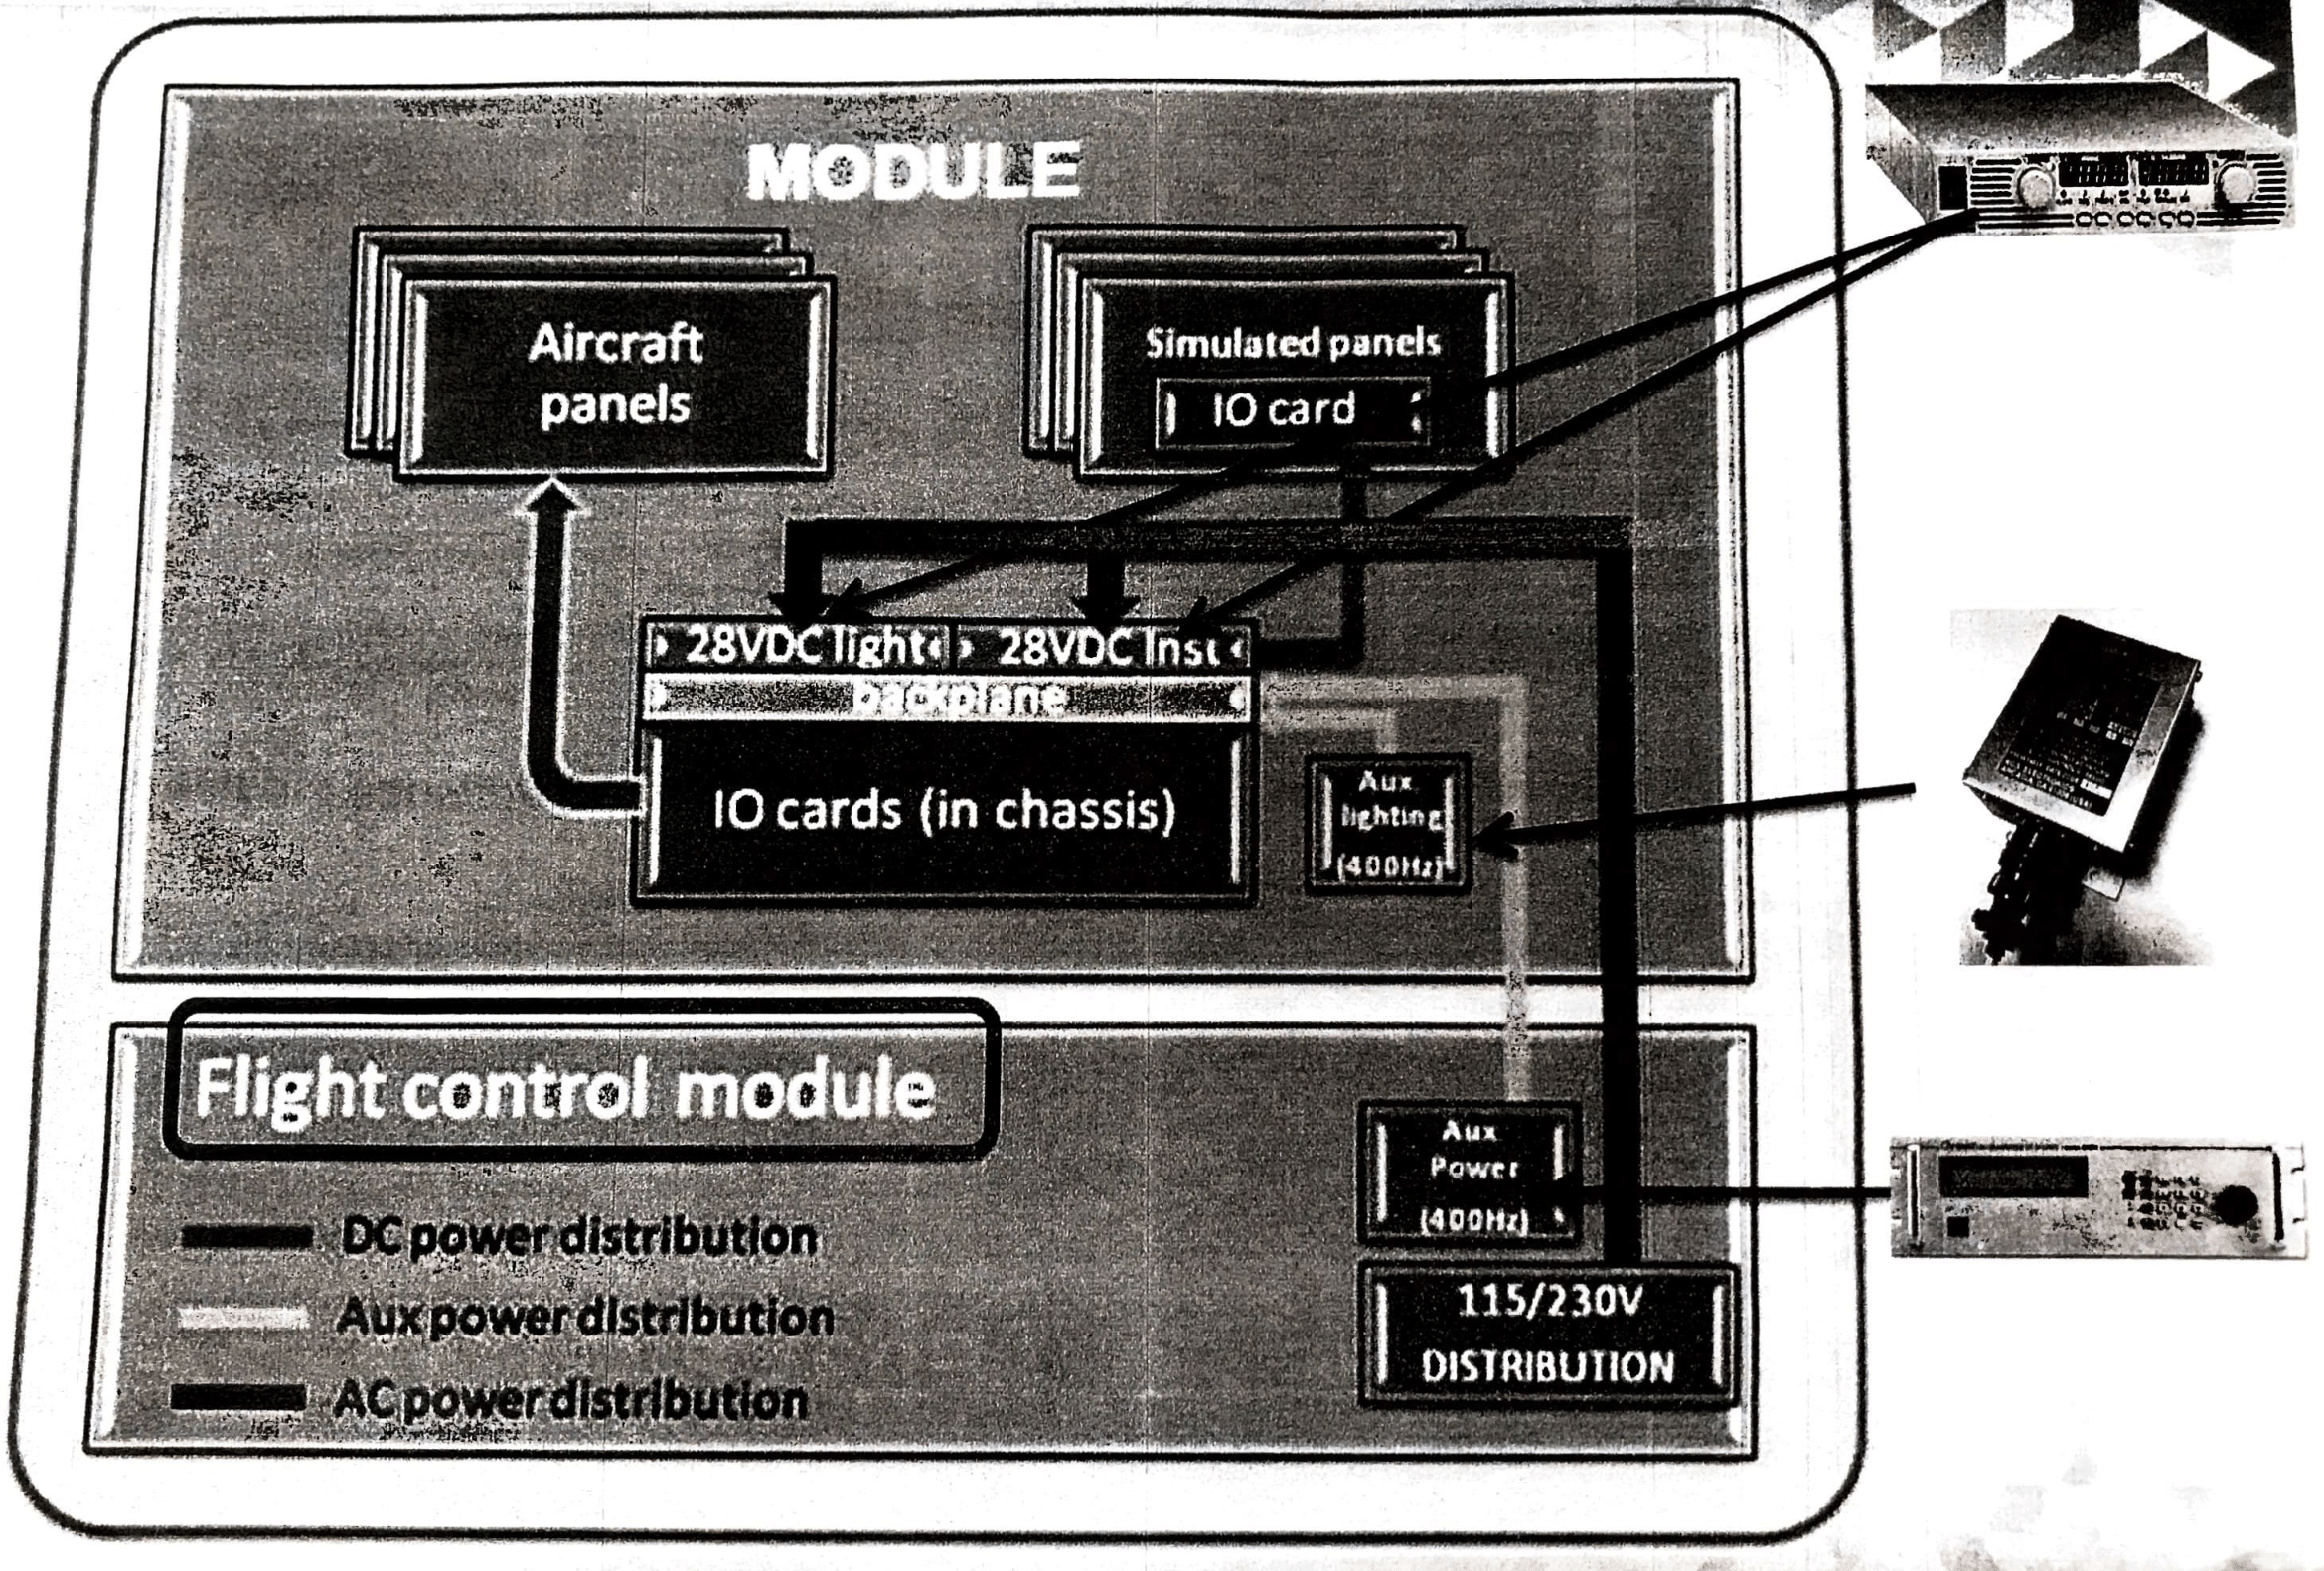 MODULE
Aircraft
panels
Simulated panels
IO card
28VDC light
28VDC Inst
backplane
IO cards (in chassis)
Aux
lighting
(400Hz)
Flight control module
Aux
Power
(400Hz)
DC power distribution
Aux power distribution
AC power distribution
115/230V
DISTRIBUTION